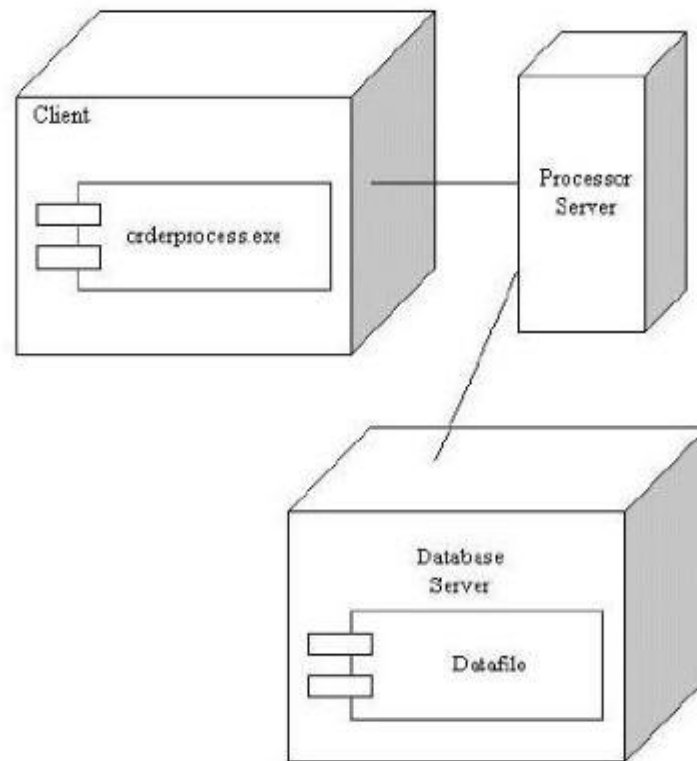 Client
orderprocess.exe
Processor
Server
Database
Server
Datafile